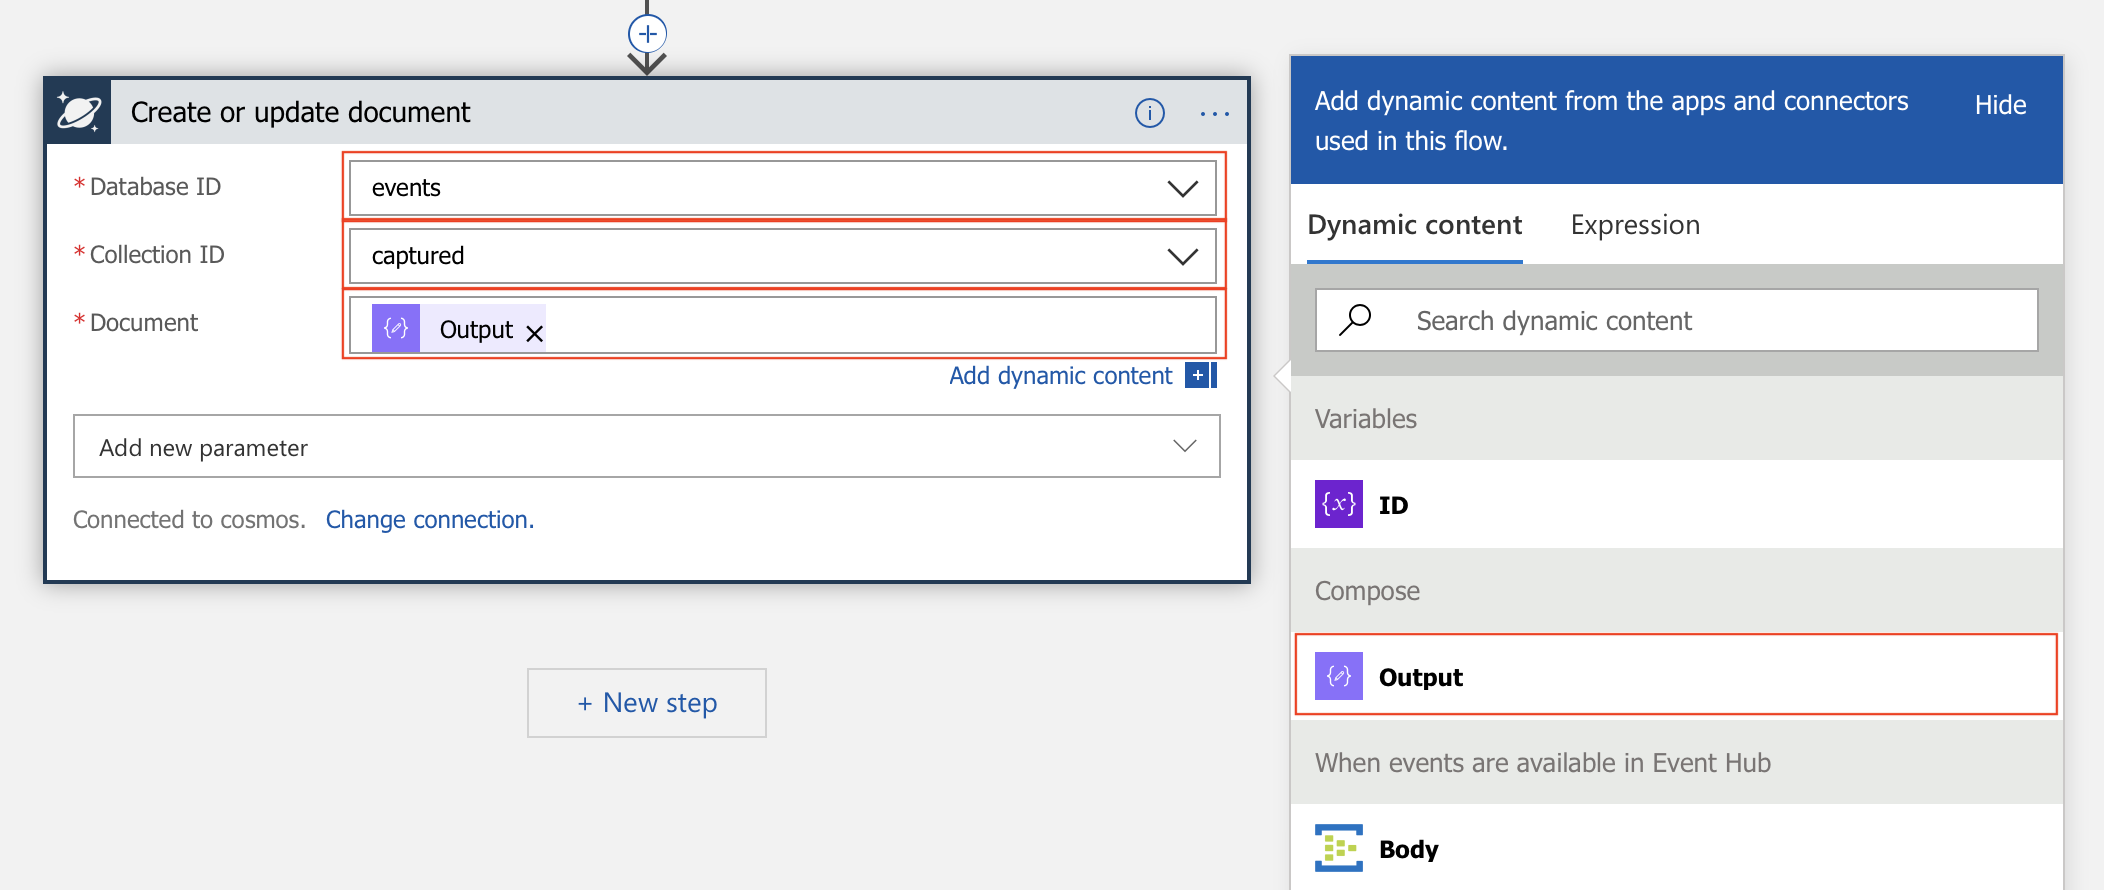 Create or update document
* Database ID
events
* Collection ID
captured
* Document
Output
Add dynamic content
Add new parameter
Connected to cosmos. Change connection.
+ New step
Add dynamic content from the apps and connectors
used in this flow.
Hide
Dynamic content Expression
Search dynamic content
Variables
{x} ID
Compose
Output
When events are available in Event Hub
Body